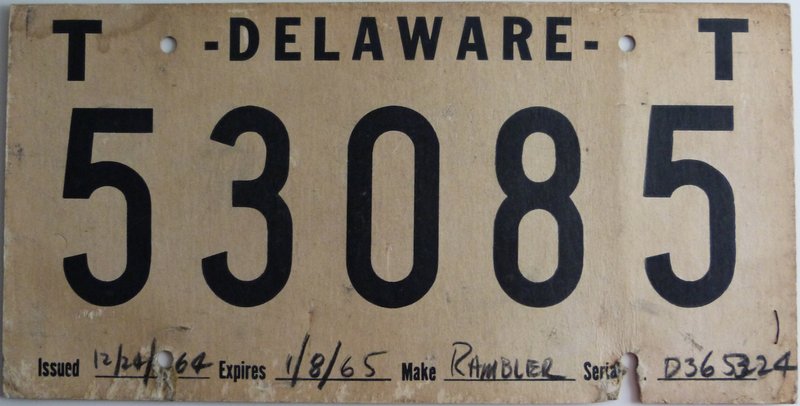 T -DELAWARE- T
53085
Issued 12/24/64 Expires 1/8/65 Make RAMBLER Serial D365324